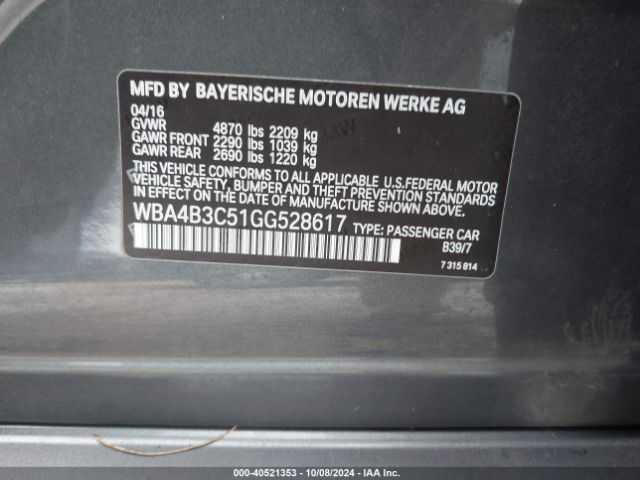 MFD BY BAYERISCHE MOTOREN WERKE AG
04/16
GVWR 4870 lbs 2209 kg
GAWR FRONT 2290 lbs 1039 kg
GAWR REAR 2690 lbs 1220 kg
THIS VEHICLE CONFORMS TO ALL APPLICABLE U.S.FEDERAL MOTOR
VEHICLE SAFETY, BUMPER AND THEFT PREVENTION STANDARDS
IN EFFECT ON THE DATE OF MANUFACTURE SHOWN ABOVE.
WBA4B3C51GG528617 TYPE: PASSENGER CAR
B39/7
7 315 814
000-40521353 | 10/08/2024 | IAA Inc.